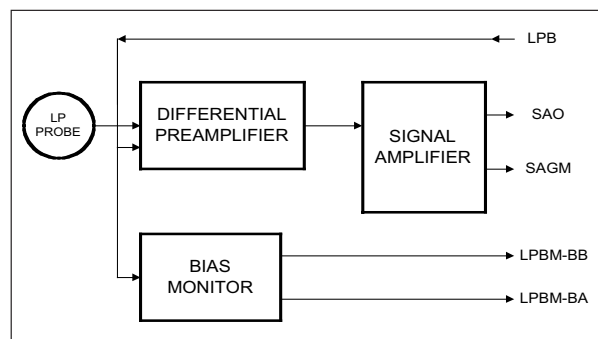 LPB
LP
PROBE
DIFFERENTIAL
PREAMPLIFIER
SIGNAL
AMPLIFIER
SAO
SAGM
BIAS
MONITOR
LPBM-BB
LPBM-BA